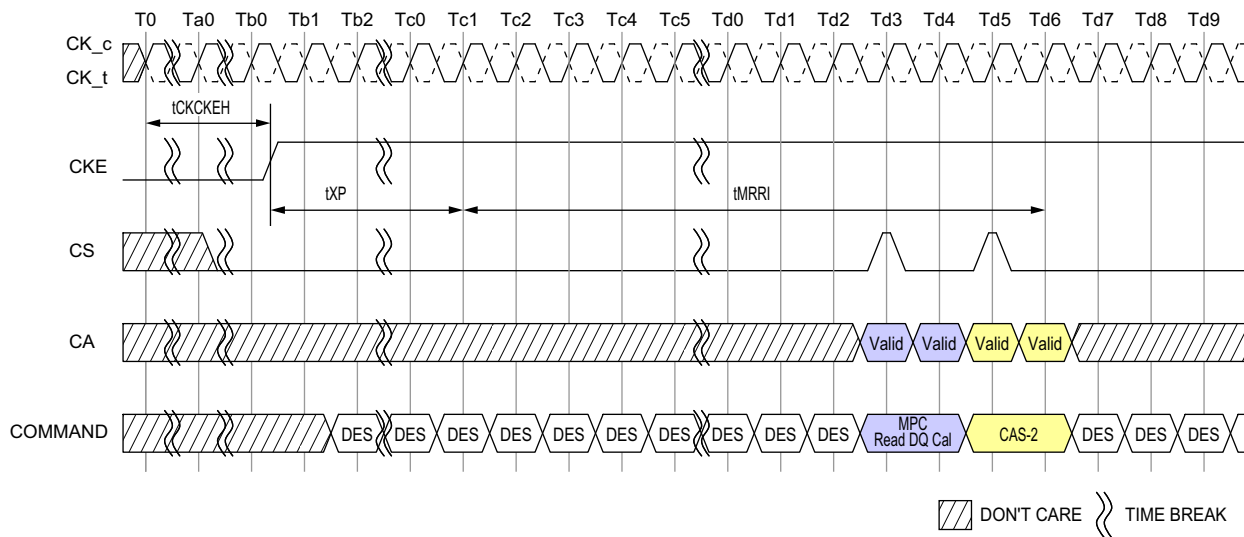 T0 Ta0 Tb0 Tb1 Tb2 Tc0 Tc1 Tc2 Tc3 Tc4 Tc5 Td0 Td1 Td2 Td3 Td4 Td5 Td6 Td7 Td8 Td9
CK_c
CK_t
tCKCKEH
CKE
tXP tMRRI
CS
CA Valid Valid Valid Valid
COMMAND DES DES DES DES DES DES DES DES DES DES MPC Read DQ Cal CAS-2 DES DES DES
DON'T CARE TIME BREAK